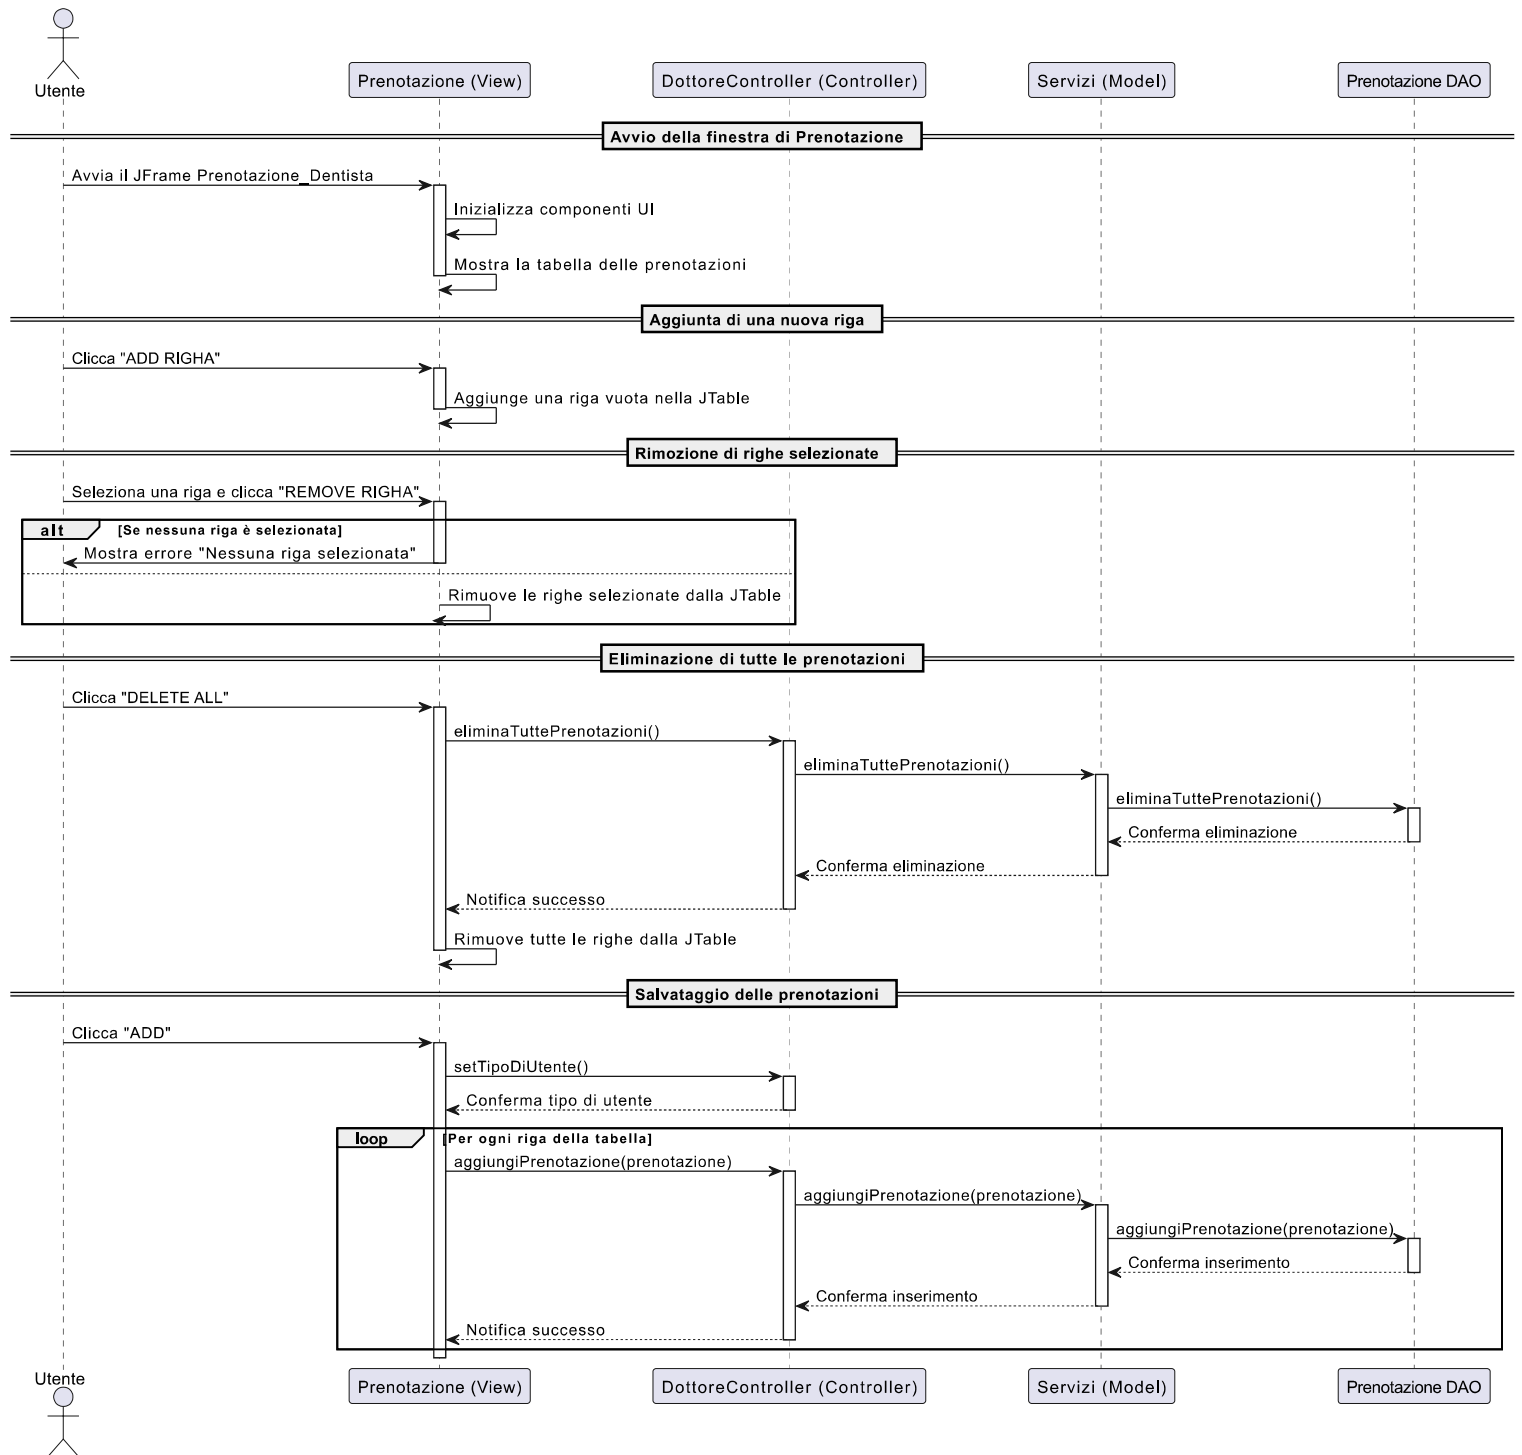 Utente
Prenotazione (View)
DottoreController (Controller)
Servizi (Model)
Prenotazione DAO
Avvio della finestra di Prenotazione
Avvia il JFrame Prenotazione_Dentista
Inizializza componenti UI
Mostra la tabella delle prenotazioni
Aggiunta di una nuova riga
Clicca "ADD RIGHA"
Aggiunge una riga vuota nella JTable
Rimozione di righe selezionate
Seleziona una riga e clicca "REMOVE RIGHA"
alt
[Se nessuna riga è selezionata]
Mostra errore "Nessuna riga selezionata"
Rimuove le righe selezionate dalla JTable
Eliminazione di tutte le prenotazioni
Clicca "DELETE ALL"
eliminaTuttePrenotazioni()
eliminaTuttePrenotazioni()
eliminaTuttePrenotazioni()
Conferma eliminazione
Conferma eliminazione
Notifica successo
Rimuove tutte le righe dalla JTable
Salvataggio delle prenotazioni
Clicca "ADD"
setTipoDiUtente()
Conferma tipo di utente
loop
[Per ogni riga della tabella]
aggiungiPrenotazione(prenotazione)
aggiungiPrenotazione(prenotazione)
aggiungiPrenotazione(prenotazione)
Conferma inserimento
Conferma inserimento
Notifica successo
Utente
Prenotazione (View)
DottoreController (Controller)
Servizi (Model)
Prenotazione DAO